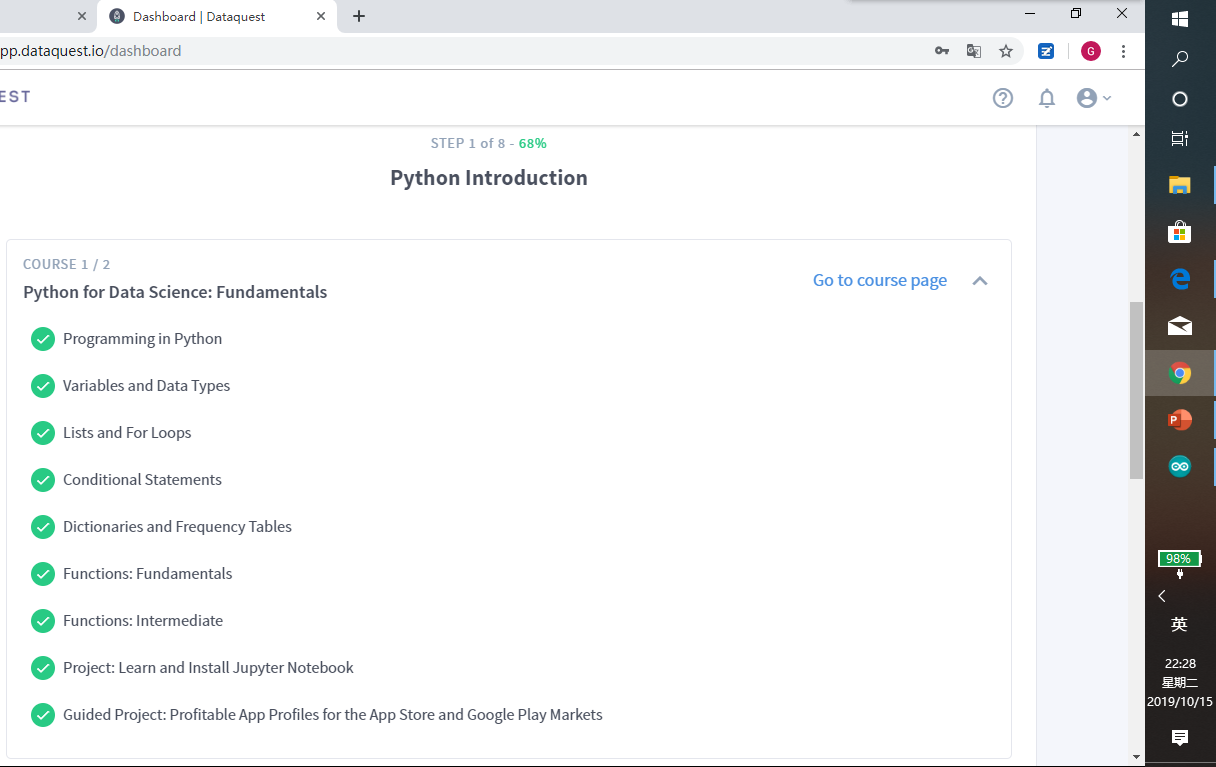 Dashboard | Dataquest
G
pp.dataquest.io/dashboard
EST
STEP 1 of 8 - 68%
Python Introduction
COURSE 1 / 2
Python for Data Science: Fundamentals
Go to course page
Programming in Python
Variables and Data Types
Lists and For Loops
Conditional Statements
Dictionaries and Frequency Tables
Functions: Fundamentals
Functions: Intermediate
Project: Learn and Install Jupyter Notebook
Guided Project: Profitable App Profiles for the App Store and Google Play Markets
P
98%
英
22:28
星期二
2019/10/15